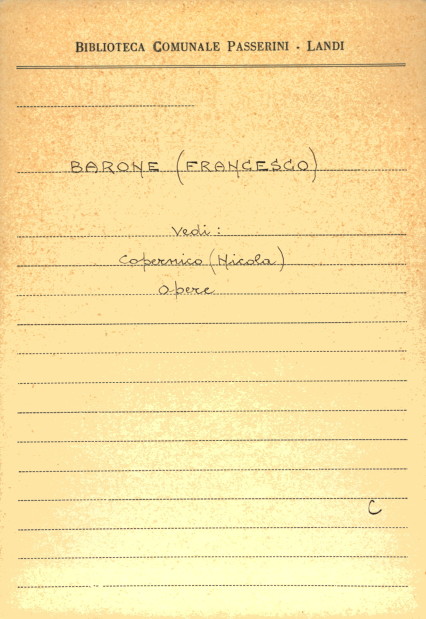 BIBLIOTECA COMUNALE PASSERINI - LANDI
BARONE (FRANCESCO)
Vedi:
Copernico (Nicola)
Opere
C